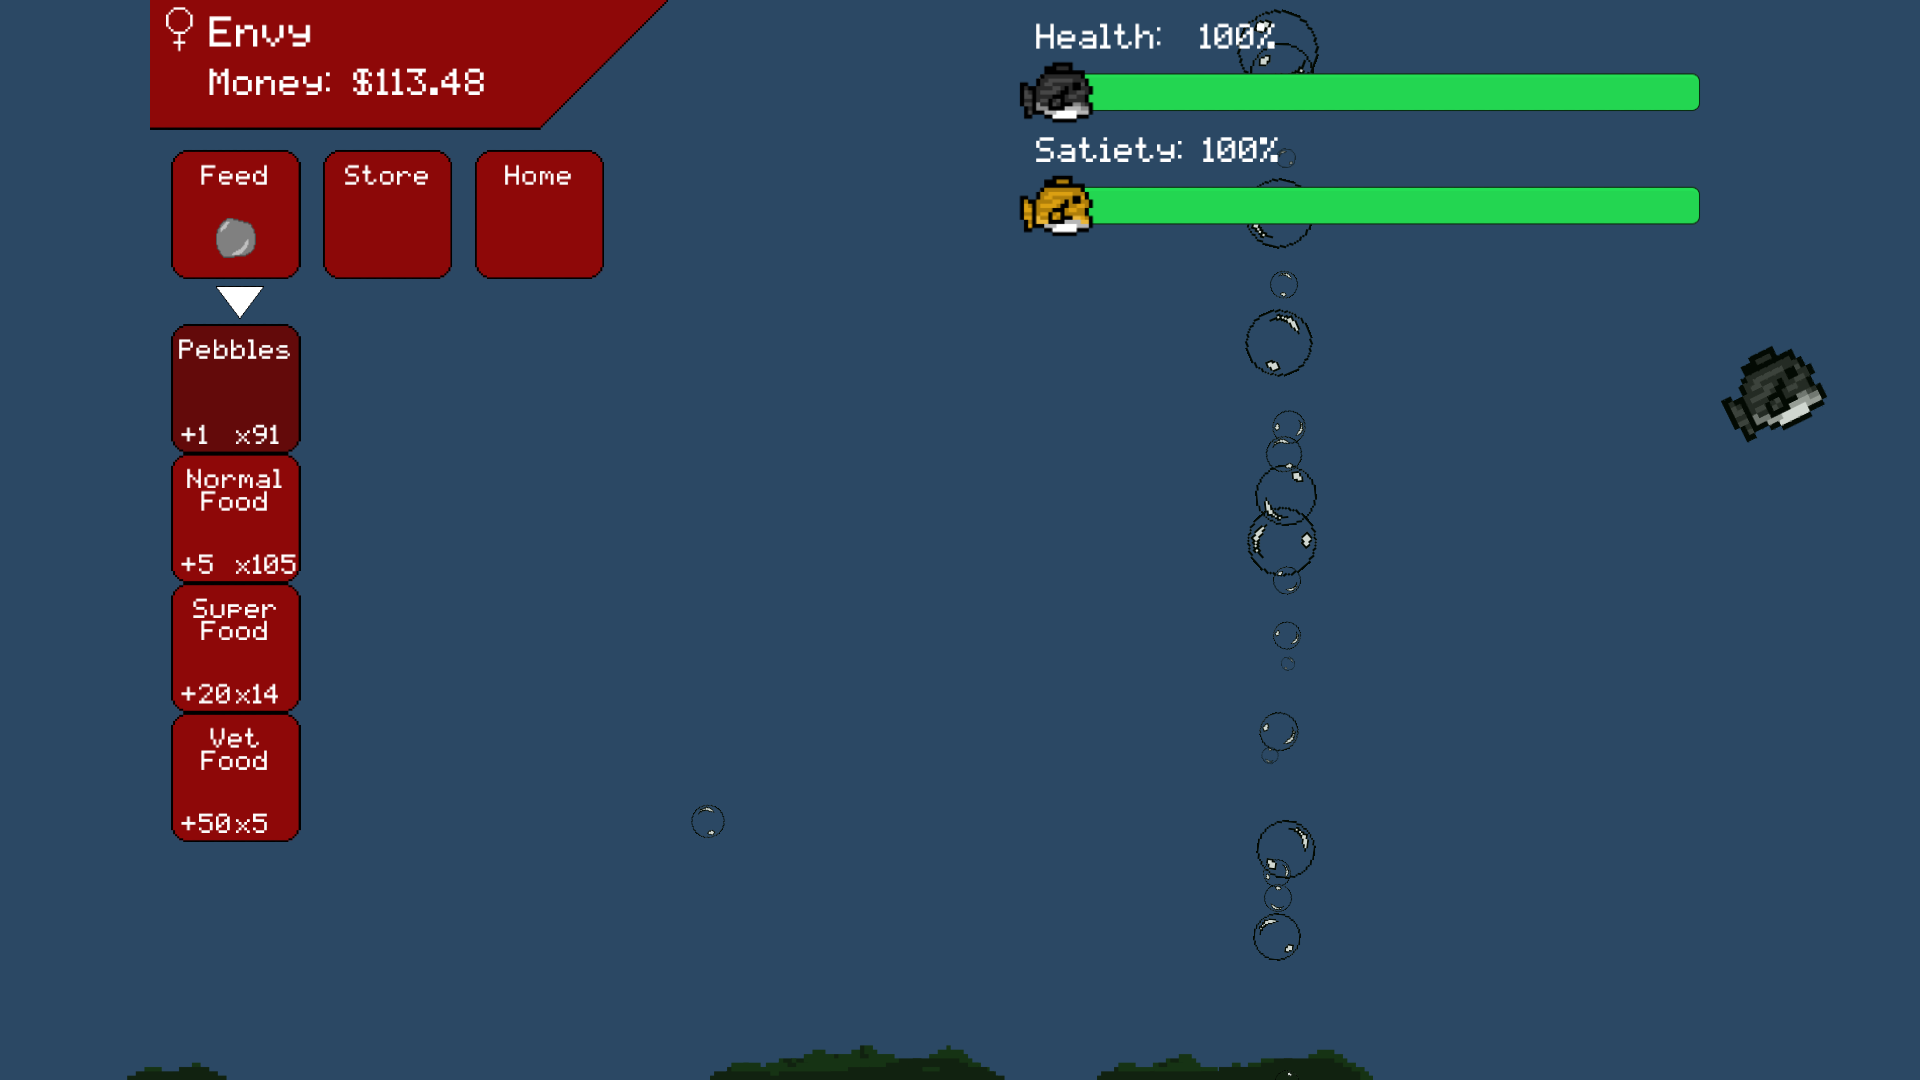 Envy
Money: $113.48
Health: 100%
Satiety: 100%
Feed
Store
Home
Pebbles
+1 x91
Normal
Food
+5 x105
Super
Food
+20x14
Vet
Food
+50x5